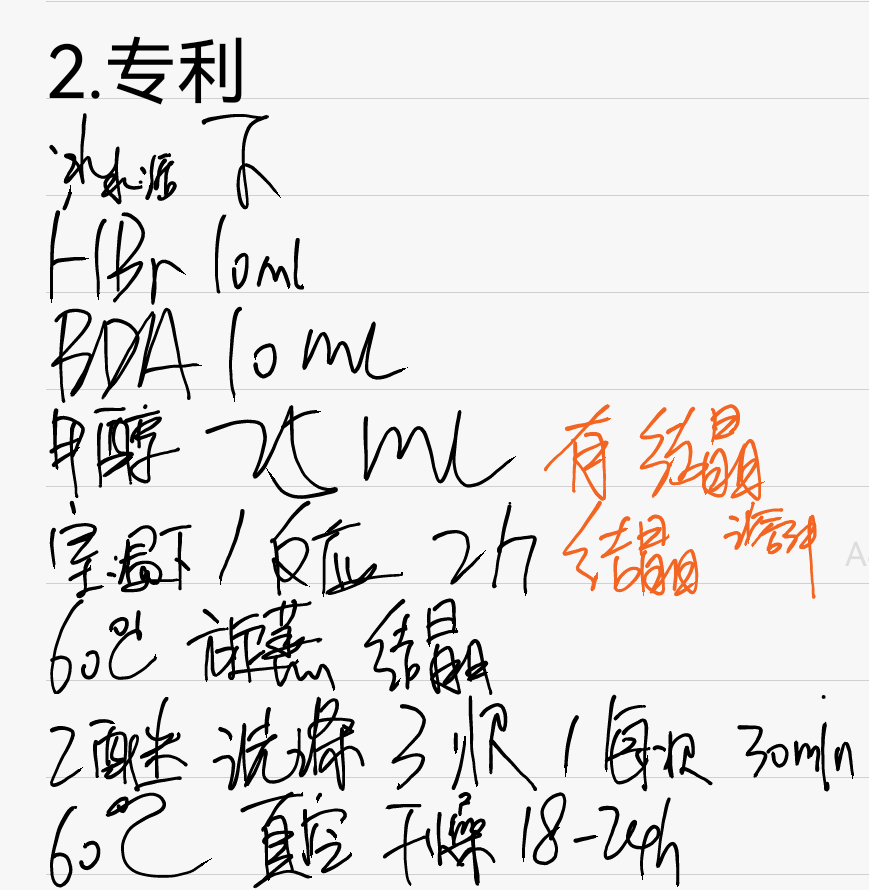 2.专利
冰水浴下
HBr 10ml
BDA 10ml
甲醇 25ml 有结晶
室温下/反应 2h 结晶溶解
60℃ 旋蒸 结晶
乙醚 洗涤 3次/每次 30min
60℃ 真空干燥 18-24h